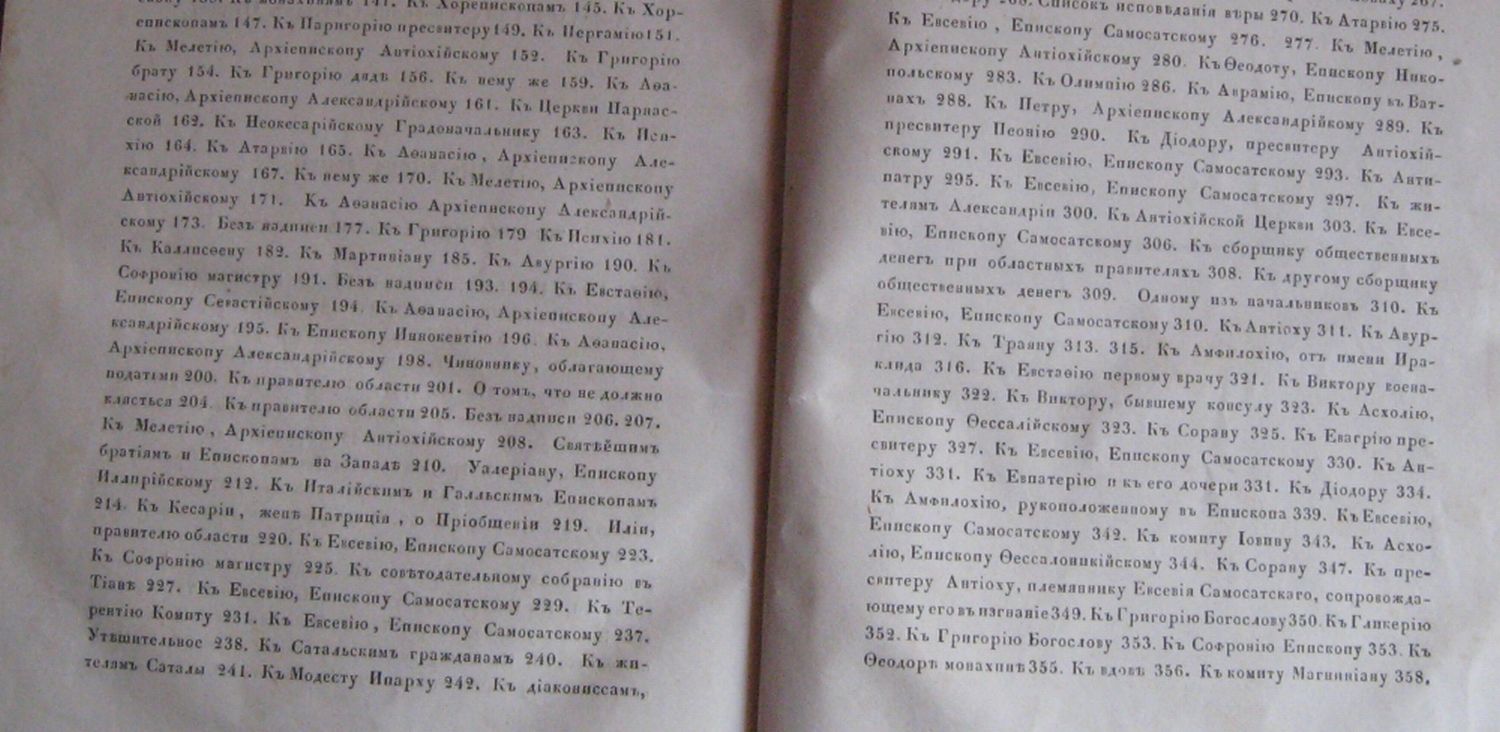 Къ Хорепископамъ 145. Къ Хор-
епископамъ 147. Къ Паригорію пресвитеру 149. Къ Пергамію 151.
Къ Мелетію, Архіепископу Антіохійскому 152. Къ Григорію
брату 154. Къ Григорію дядѣ 156. Къ нему же 159. Къ Аѳа-
насію, Архіепископу Александрійскому 161. Къ Церкви Парнас-
ской 162. Къ Неокесарійскому Градоначальнику 163. Къ Иси-
хію 164. Къ Атарвію 165. Къ Аѳанасію, Архіепископу Але-
ксандрійскому 167. Къ нему же 170. Къ Мелетію, Архіепископу
Антіохійскому 171. Къ Аѳанасію Архіепископу Александрій-
скому 173. Безъ надписи 177. Къ Григорію 179 Къ Исихію 181.
Къ Каллисѳену 182. Къ Мартиніану 185. Къ Авургію 190. Къ
Софронію магистру 191. Безъ надписи 193. 194. Къ Евстаѳію,
Епископу Севастійскому 194. Къ Аѳанасію, Архіепископу Але-
ксандрійскому 195. Къ Епископу Иннокентію 196. Къ Аѳанасію,
Архіепископу Александрійскому 198. Чиновнику, облагающему
податями 200. Къ правителю области 201. О томъ, что не должно
клясться 204. Къ правителю области 205. Безъ надписи 206. 207.
Къ Мелетію, Архіепископу Антіохійскому 208. Святѣйшимъ
братіямъ и Епископамъ на Западѣ 210. Уалеріану, Епископу
Иллирійскому 212. Къ Италійскимъ и Галльскимъ Епископамъ
214. Къ Кесаріи, женѣ Патриція, о Пріобщеніи 219. Иліи,
правителю области 220. Къ Евсевію, Епископу Самосатскому 223.
Къ Софронію магистру 225. Къ совѣтодательному собранію въ
Тіанѣ 227. Къ Евсевію, Епископу Самосатскому 229. Къ Те-
рентію Комиту 231. Къ Евсевію, Епископу Самосатскому 237.
Утѣшительное 238. Къ Сатальскимъ гражданамъ 240. Къ жи-
телямъ Саталы 241. Къ Модесту Ипарху 242. Къ діакониссамъ,
Списокъ исповѣданія вѣры 270. Къ Атарвію 275.
Къ Евсевію, Епископу Самосатскому 276. 277. Къ Мелетію,
Архіепископу Антіохійскому 280. Къ Ѳеодоту, Епископу Нико-
польскому 283. Къ Олимпію 286. Къ Аврамію, Епископу въ Ват-
нахъ 288. Къ Петру, Архіепископу Александрійкому 289. Къ
пресвитеру Пеонію 290. Къ Діодору, пресвитеру Антіохій-
скому 291. Къ Евсевію, Епископу Самосатскому 293. Къ Анти-
патру 295. Къ Евсевію, Епископу Самосатскому 297. Къ жи-
телямъ Александріи 300. Къ Антіохійской Церкви 303. Къ Евсе-
вію, Епископу Самосатскому 306. Къ сборщику общественныхъ
денегъ при областныхъ правителяхъ 308. Къ другому сборщику
общественныхъ денегъ 309. Одному изъ начальниковъ 310. Къ
Евсевію, Епископу Самосатскому 310. Къ Антіоху 311. Къ Авур-
гію 312. Къ Траяну 313. 315. Къ Амфилохію, отъ имени Ира-
клида 316. Къ Евстаѳію первому врачу 321. Къ Виктору воена-
чальнику 322. Къ Виктору, бывшему консулу 323. Къ Асхолію,
Епископу Ѳессалійскому 323. Къ Сорану 325. Къ Евагрію пре-
свитеру 327. Къ Евсевію, Епископу Самосатскому 330. Къ Ан-
тіоху 331. Къ Евпатерію и къ его дочери 331. Къ Діодору 334.
Къ Амфилохію, рукоположенному въ Епископа 339. Къ Евсевію,
Епископу Самосатскому 342. Къ комиту Іовину 343. Къ Асхо-
лію, Епископу Ѳессалоникійскому 344. Къ Сорану 347. Къ пре-
свитеру Антіоху, племяннику Евсевія Самосатскаго, сопровожда-
ющему его въ изгнаніе 349. Къ Григорію Богослову 350. Къ Гликерію
352. Къ Григорію Богослову 353. Къ Софронію Епископу 353. Къ
Ѳеодорѣ монахинѣ 355. Къ вдовѣ 356. Къ комиту Магниніану 358.